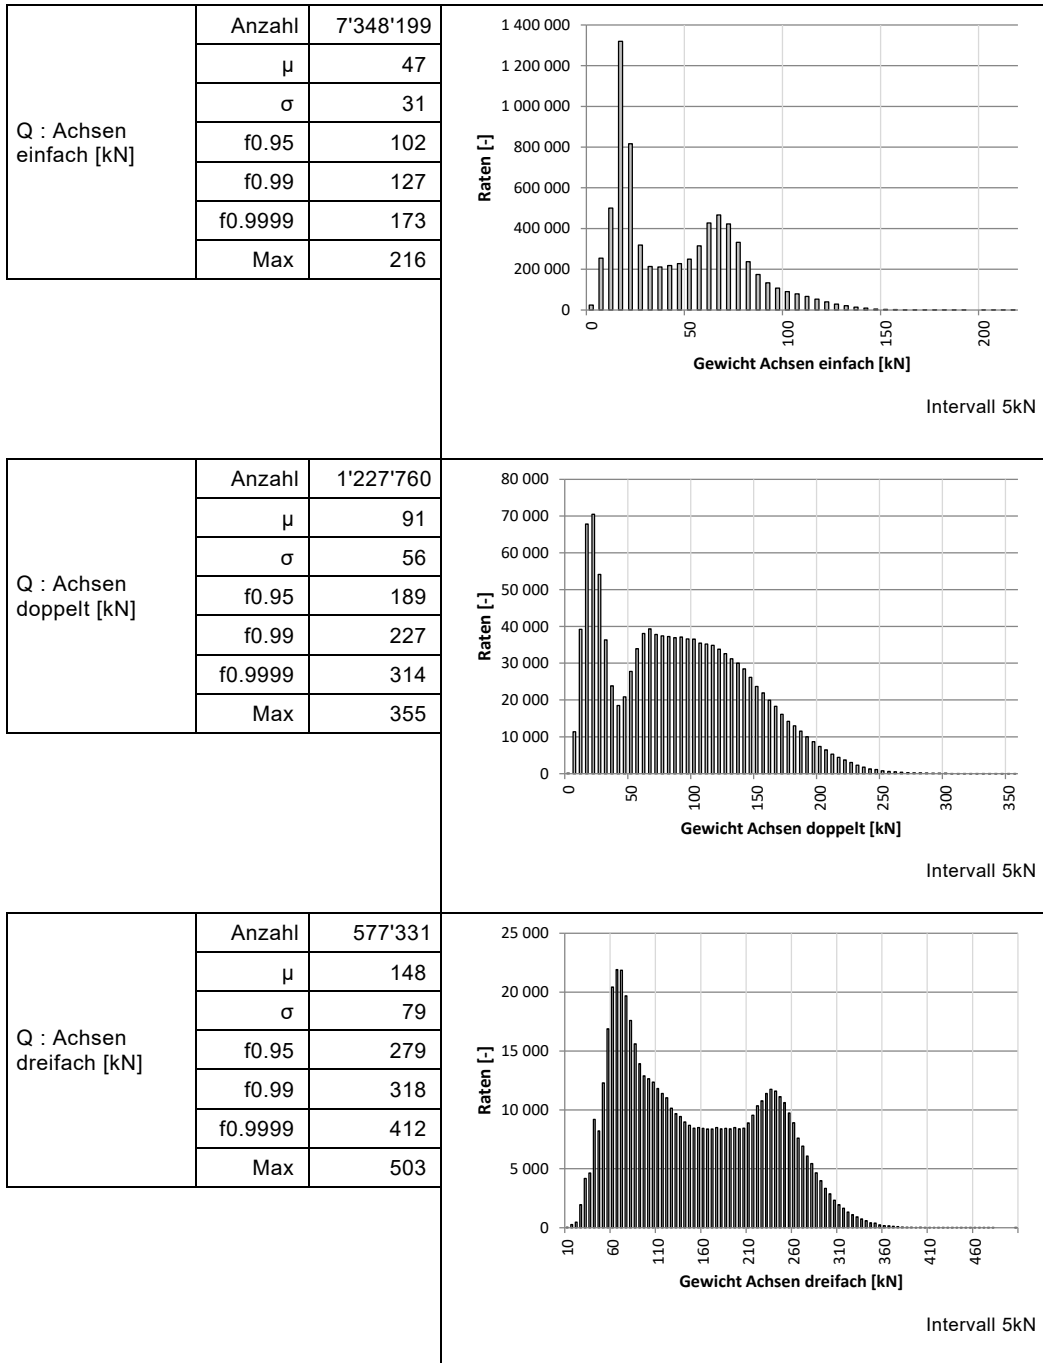 Q : Achsen
einfach [kN]
Anzahl 7'348'199
µ 47
σ 31
f0.95 102
f0.99 127
f0.9999 173
Max 216
Raten [-]
1 400 000
1 200 000
1 000 000
800 000
600 000
400 000
200 000
0
0 50 100 150 200
Gewicht Achsen einfach [kN]
Intervall 5kN
Q : Achsen
doppelt [kN]
Anzahl 1'227'760
µ 91
σ 56
f0.95 189
f0.99 227
f0.9999 314
Max 355
Raten [-]
80 000
70 000
60 000
50 000
40 000
30 000
20 000
10 000
0
0 50 100 150 200 250 300 350
Gewicht Achsen doppelt [kN]
Intervall 5kN
Q : Achsen
dreifach [kN]
Anzahl 577'331
µ 148
σ 79
f0.95 279
f0.99 318
f0.9999 412
Max 503
Raten [-]
25 000
20 000
15 000
10 000
5 000
0
10 60 110 160 210 260 310 360 410 460
Gewicht Achsen dreifach [kN]
Intervall 5kN